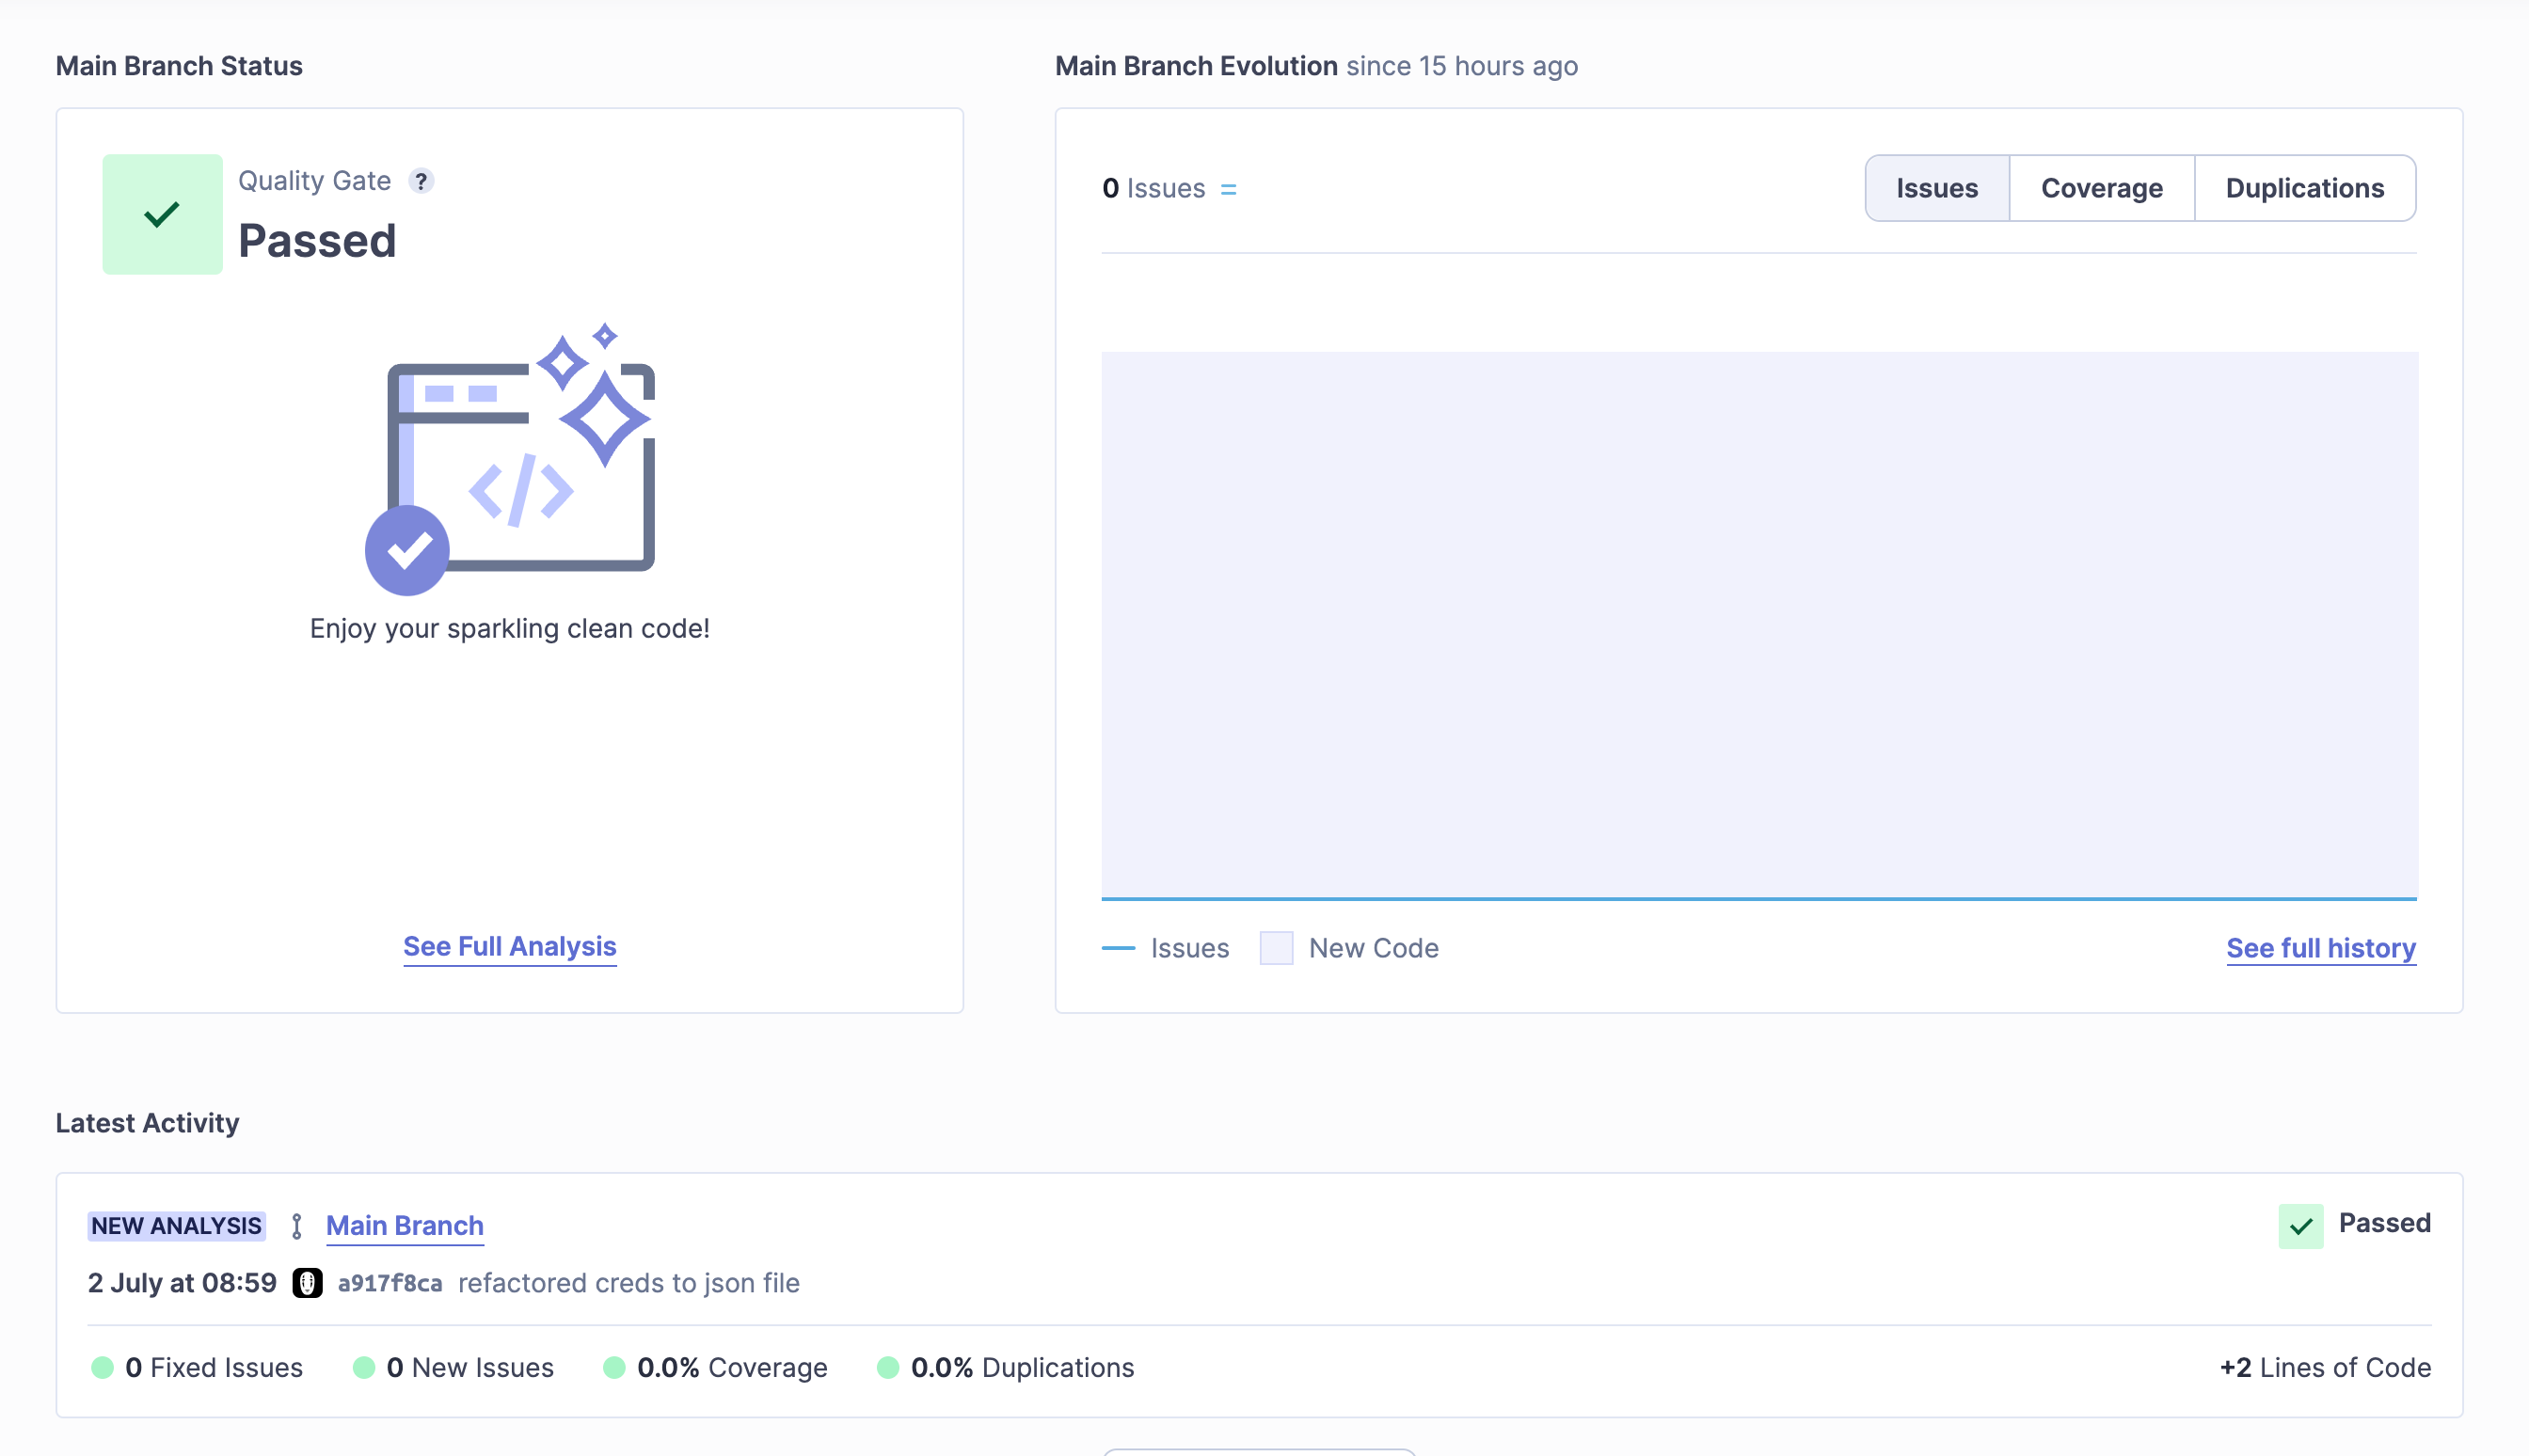 Main Branch Status
Quality Gate ?
Passed
</>
Enjoy your sparkling clean code!
See Full Analysis
Main Branch Evolution since 15 hours ago
0 Issues =
Issues Coverage Duplications
Issues New Code
See full history
Latest Activity
NEW ANALYSIS Main Branch
Passed
2 July at 08:59 a917f8ca refactored creds to json file
0 Fixed Issues 0 New Issues 0.0% Coverage 0.0% Duplications
+2 Lines of Code